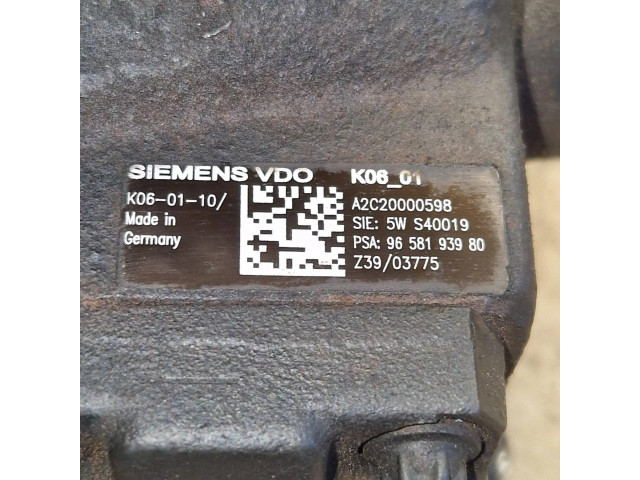 SIEMENS VDO K06_01
K06-01-10/
Made in
Germany
A2C20000598
SIE: 5W S40019
PSA: 96 581 939 80
Z39/03775